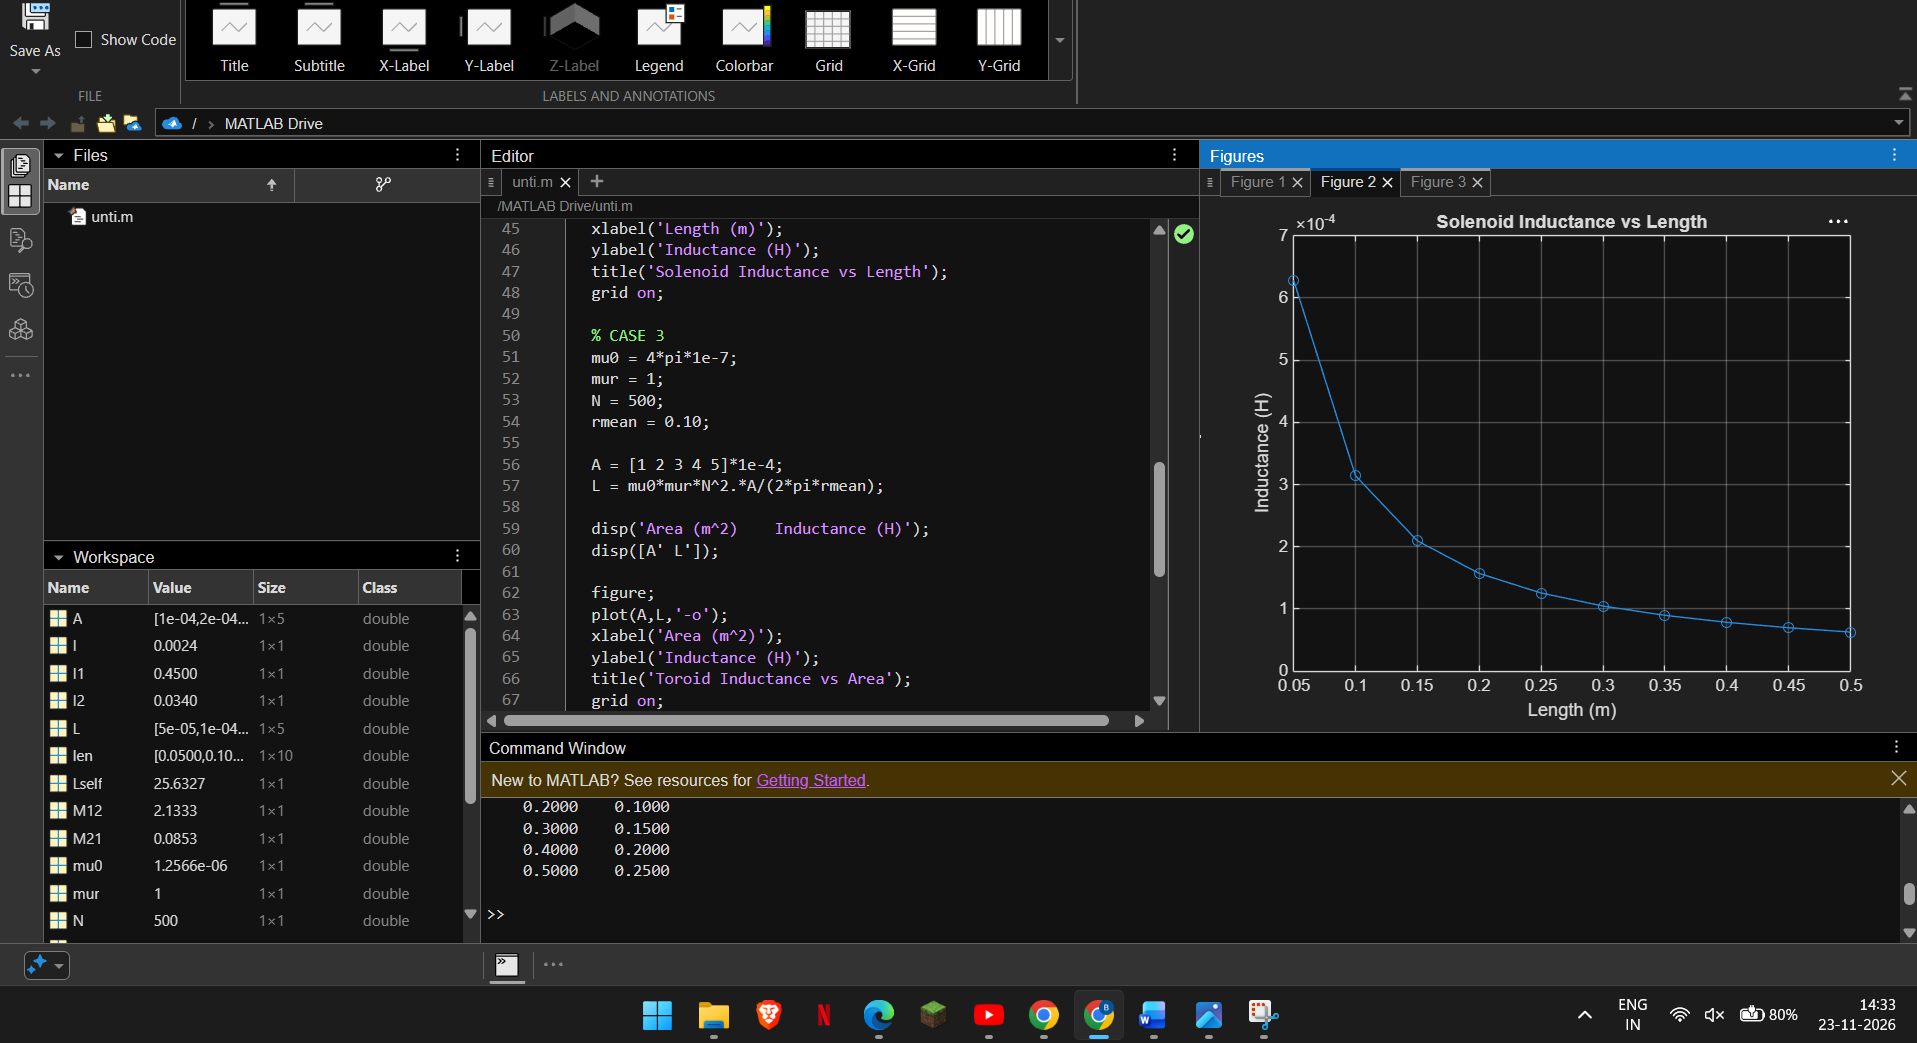 Save As
Show Code
FILE
Title
Subtitle
X-Label
Y-Label
Z-Label
Legend
Colorbar
Grid
X-Grid
Y-Grid
LABELS AND ANNOTATIONS
/ › MATLAB Drive
Files
Name
unti.m
Workspace
Name Value Size Class
A [1e-04,2e-04... 1×5 double
I 0.0024 1×1 double
I1 0.4500 1×1 double
I2 0.0340 1×1 double
L [5e-05,1e-04... 1×5 double
len [0.0500,0.10... 1×10 double
Lself 25.6327 1×1 double
M12 2.1333 1×1 double
M21 0.0853 1×1 double
mu0 1.2566e-06 1×1 double
mur 1 1×1 double
N 500 1×1 double
Editor
unti.m
/MATLAB Drive/unti.m
45 xlabel('Length (m)');
46 ylabel('Inductance (H)');
47 title('Solenoid Inductance vs Length');
48 grid on;
49
50 % CASE 3
51 mu0 = 4*pi*1e-7;
52 mur = 1;
53 N = 500;
54 rmean = 0.10;
55
56 A = [1 2 3 4 5]*1e-4;
57 L = mu0*mur*N^2.*A/(2*pi*rmean);
58
59 disp('Area (m^2)    Inductance (H)');
60 disp([A' L']);
61
62 figure;
63 plot(A,L,'-o');
64 xlabel('Area (m^2)');
65 ylabel('Inductance (H)');
66 title('Toroid Inductance vs Area');
67 grid on;
Figures
Figure 1
Figure 2
Figure 3
×10-4
Solenoid Inductance vs Length
7
6
5
4
3
2
1
0
Inductance (H)
0.05 0.1 0.15 0.2 0.25 0.3 0.35 0.4 0.45 0.5
Length (m)
Command Window
New to MATLAB? See resources for Getting Started.
0.2000 0.1000
0.3000 0.1500
0.4000 0.2000
0.5000 0.2500
>>
ENG
IN
80%
14:33
23-11-2026